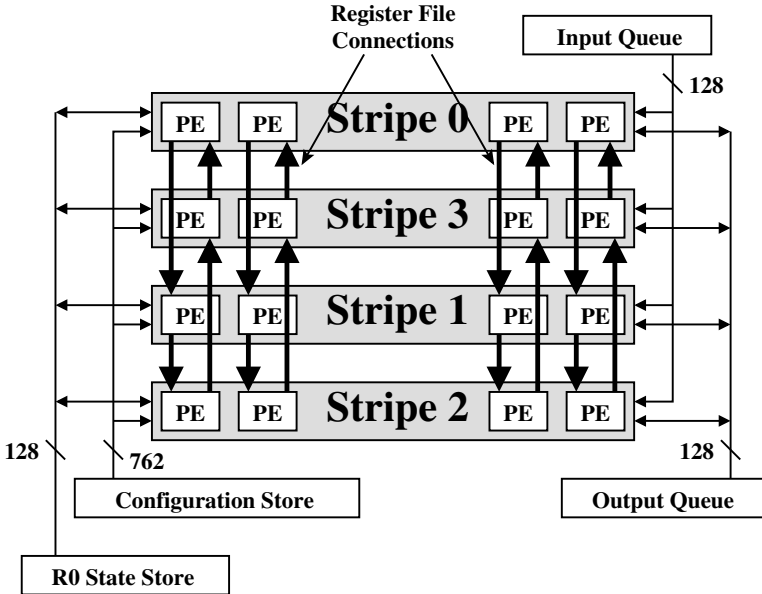 Register File
Connections
Input Queue
128
PE PE Stripe 0 PE PE
PE PE Stripe 3 PE PE
PE PE Stripe 1 PE PE
PE PE Stripe 2 PE PE
128
762
128
Configuration Store
Output Queue
R0 State Store